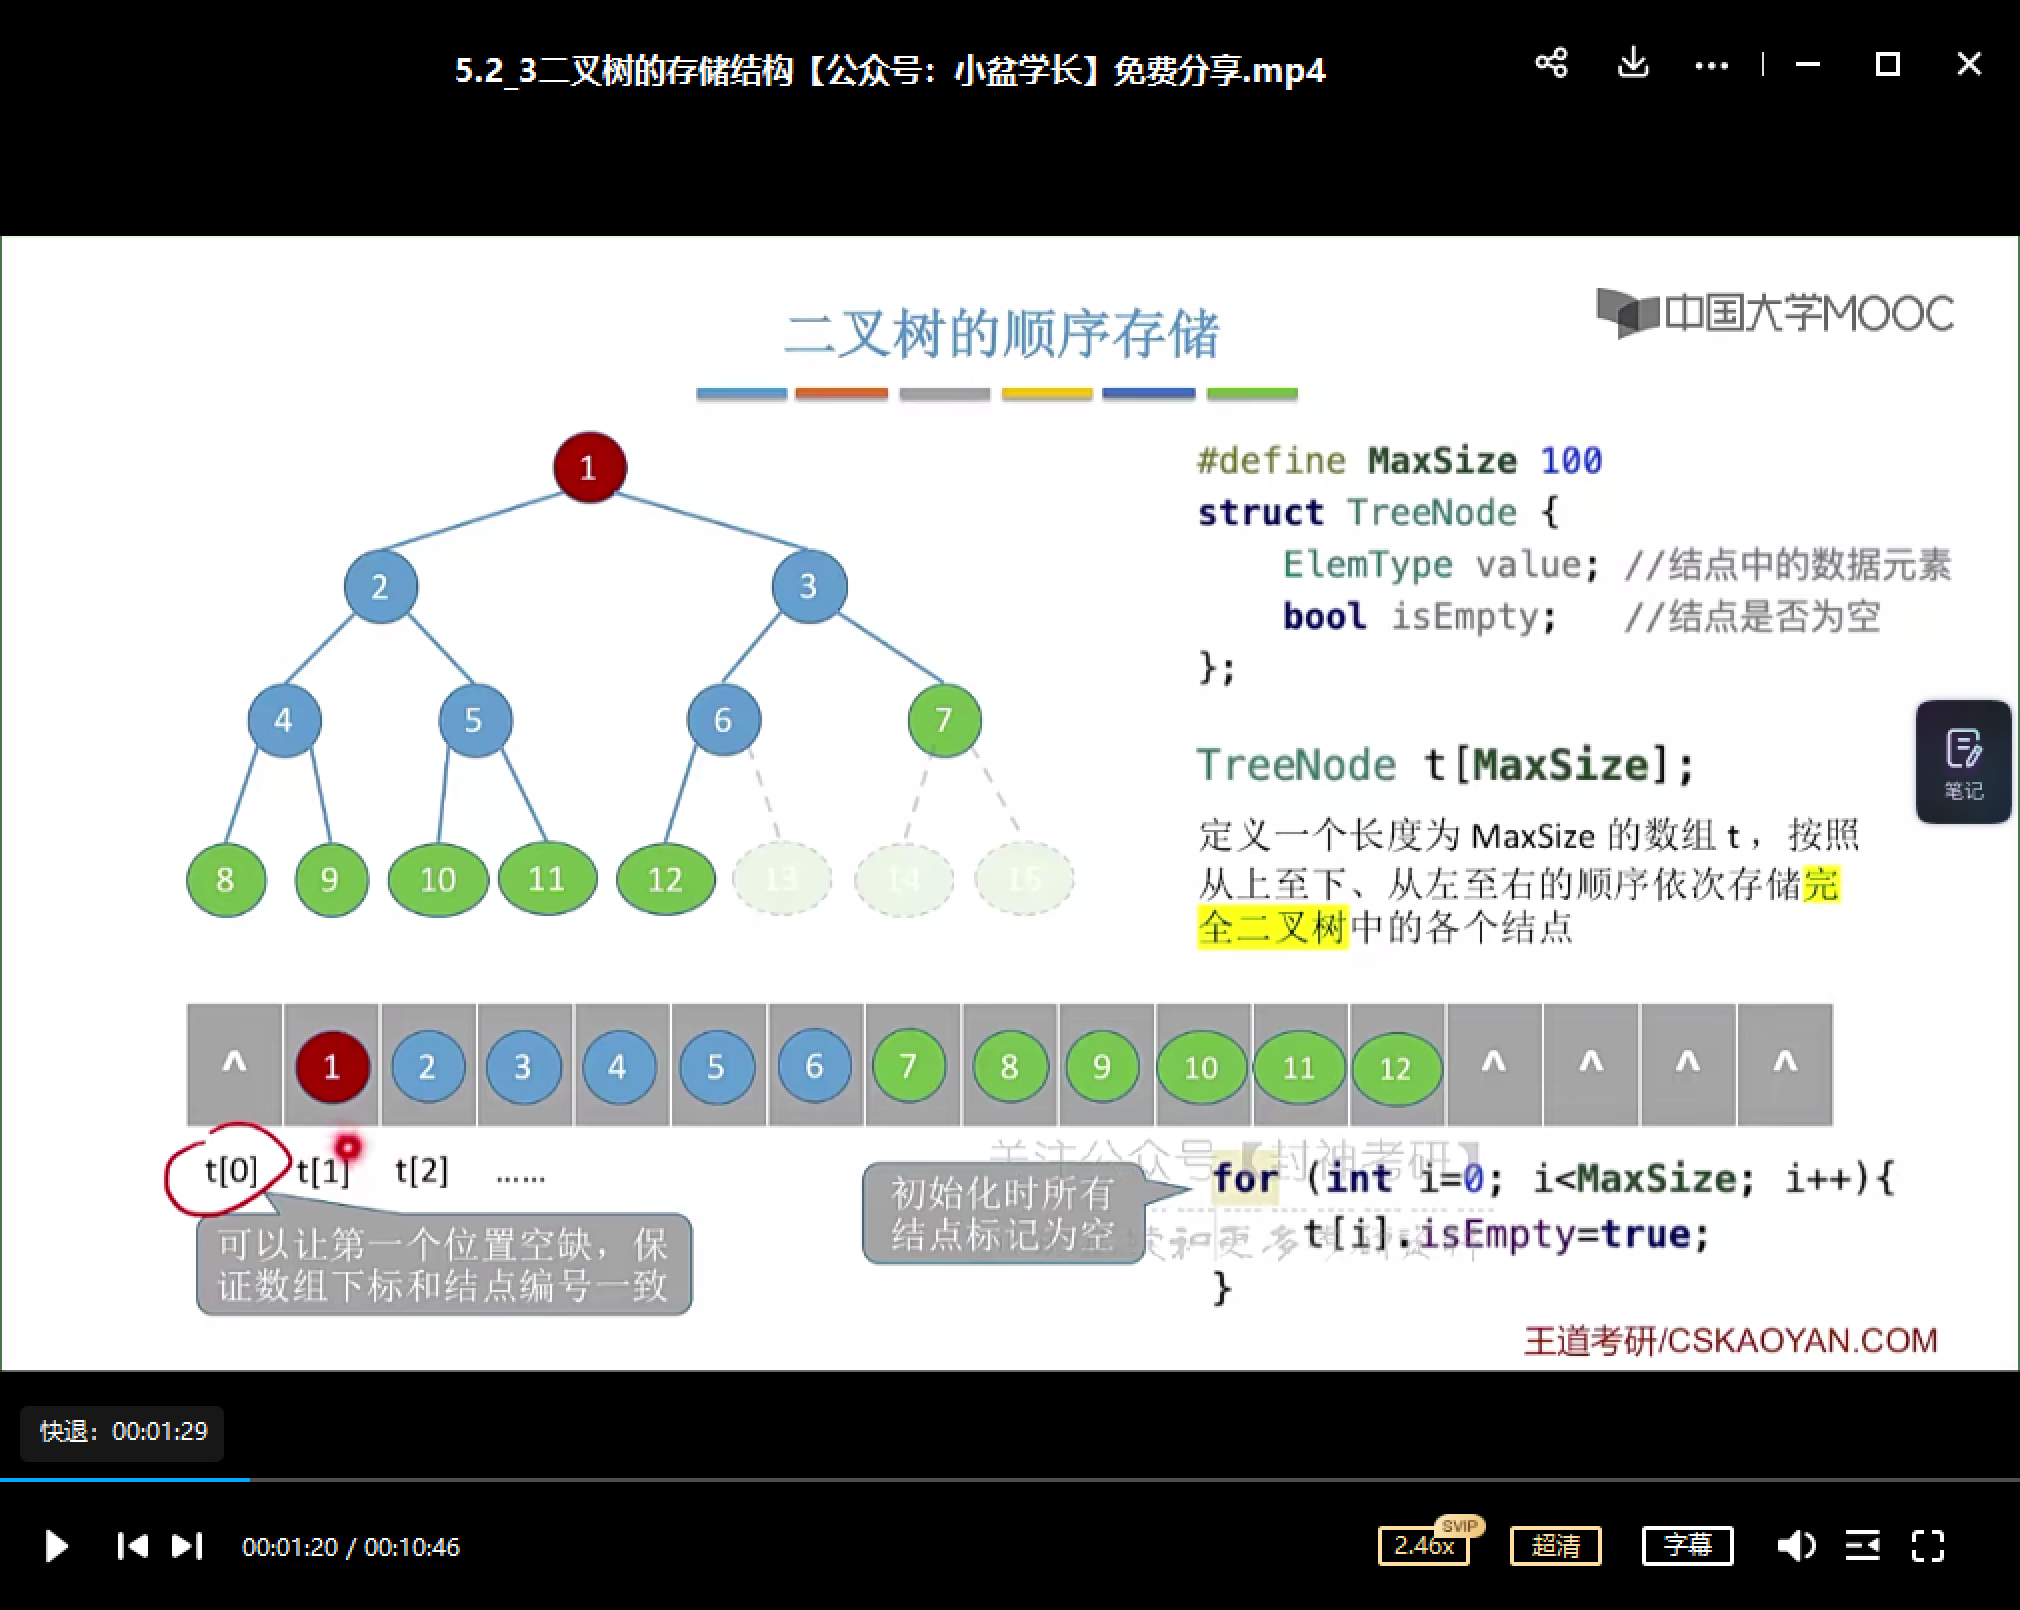 5.2_3二叉树的存储结构【公众号：小盆学长】免费分享.mp4
中国大学MOOC
二叉树的顺序存储
1
2
3
4
5
6
7
8
9
10
11
12
13
14
15
#define MaxSize 100
struct TreeNode {
ElemType value; //结点中的数据元素
bool isEmpty; //结点是否为空
};
TreeNode t[MaxSize];
定义一个长度为 MaxSize 的数组 t ，按照
从上至下、从左至右的顺序依次存储完
全二叉树中的各个结点
笔记
^ 1 2 3 4 5 6 7 8 9 10 11 12 ^ ^ ^ ^
t[0] t[1] t[2] ……
可以让第一个位置空缺，保
证数组下标和结点编号一致
关注公众号【封神考研】
初始化时所有
结点标记为空
for (int i=0; i<MaxSize; i++){
t[i].isEmpty=true;
}
王道考研/CSKAOYAN.COM
快退：00:01:29
00:01:20 / 00:10:46
2.46x
SVIP
超清
字幕